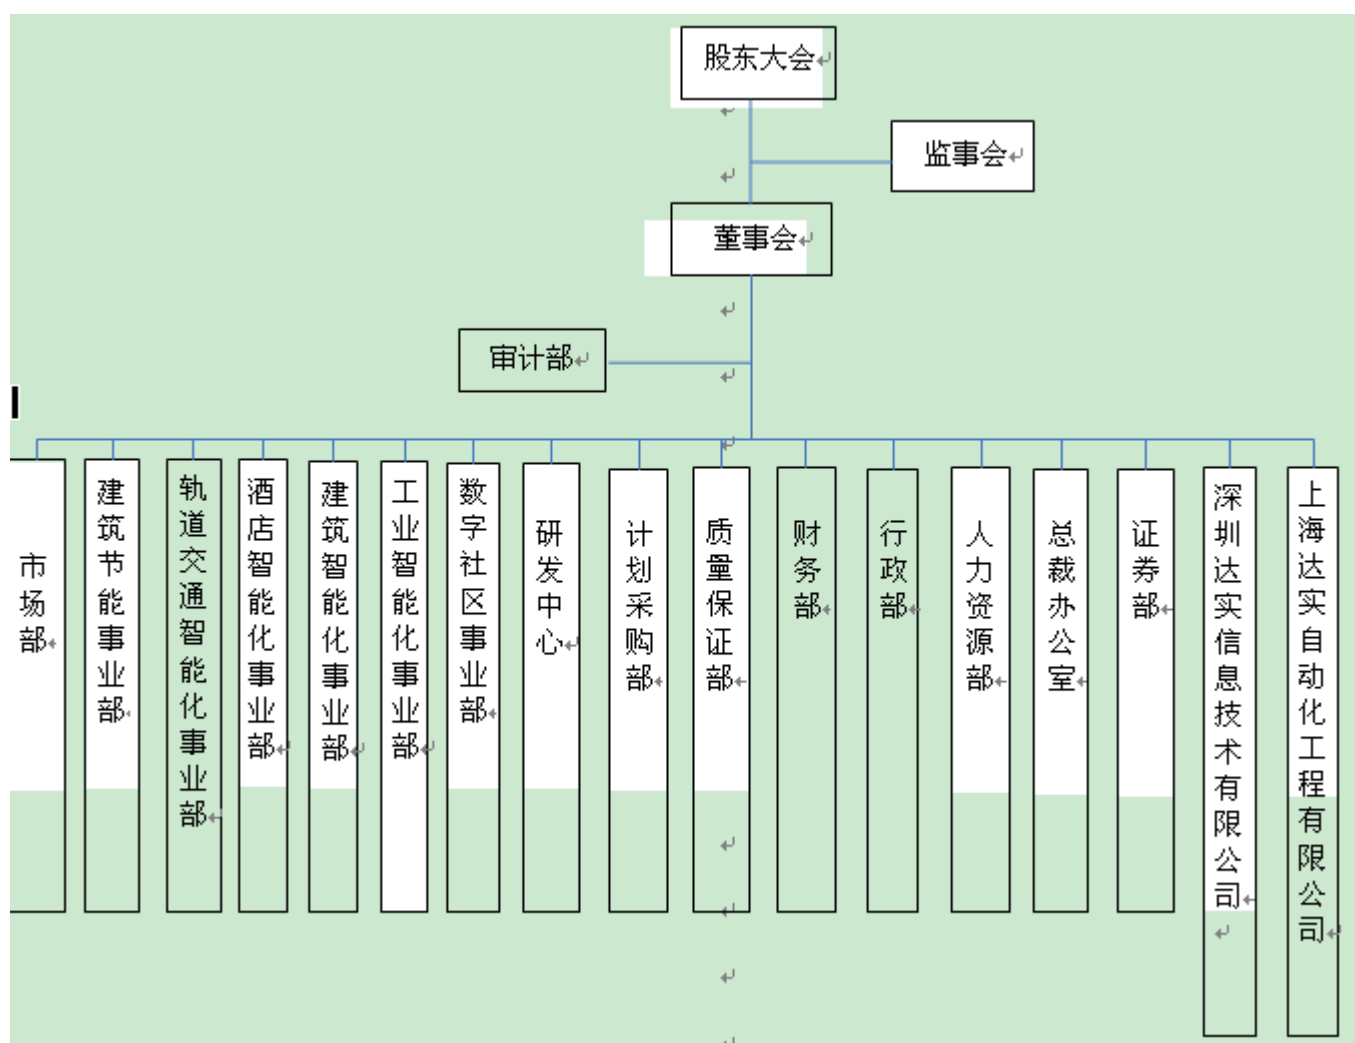 股东大会
监事会
董事会
审计部
市场部
建筑节能事业部
轨道交通智能化事业部
酒店智能化事业部
建筑智能化事业部
工业智能化事业部
数字社区事业部
研发中心
计划采购部
质量保证部
财务部
行政部
人力资源部
总裁办公室
证券部
深圳达实信息技术有限公司
上海达实自动化工程有限公司